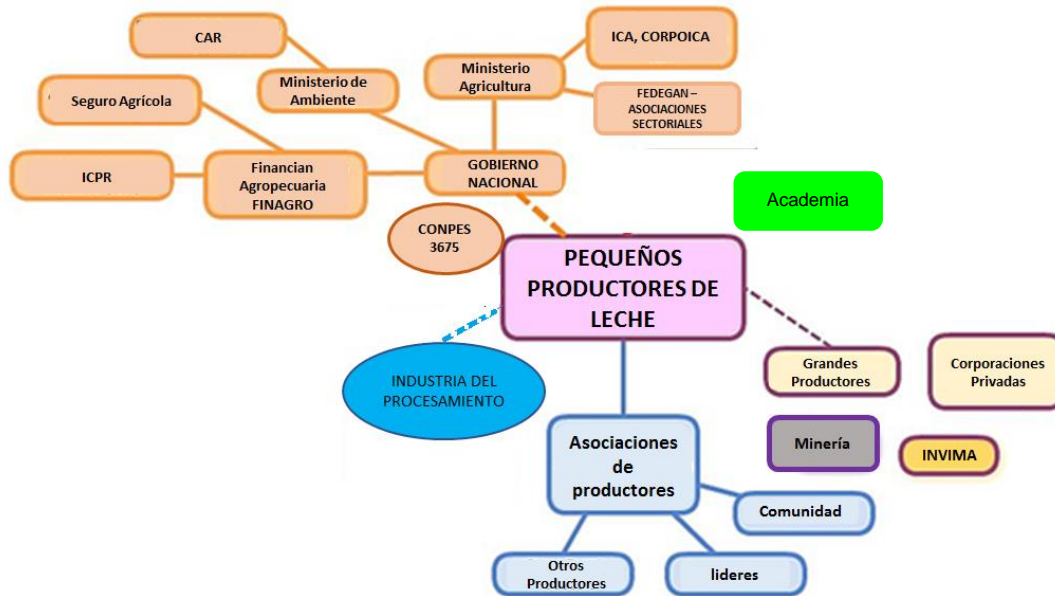 CAR
ICA, CORPOICA
Ministerio de
Ambiente
Ministerio
Agricultura
Seguro Agrícola
FEDEGAN –
ASOCIACIONES
SECTORIALES
ICPR
Financian
Agropecuaria
FINAGRO
GOBIERNO
NACIONAL
Academia
CONPES
3675
PEQUEÑOS
PRODUCTORES DE
LECHE
INDUSTRIA DEL
PROCESAMIENTO
Grandes
Productores
Corporaciones
Privadas
Minería
INVIMA
Asociaciones
de
productores
Comunidad
Otros
Productores
lideres